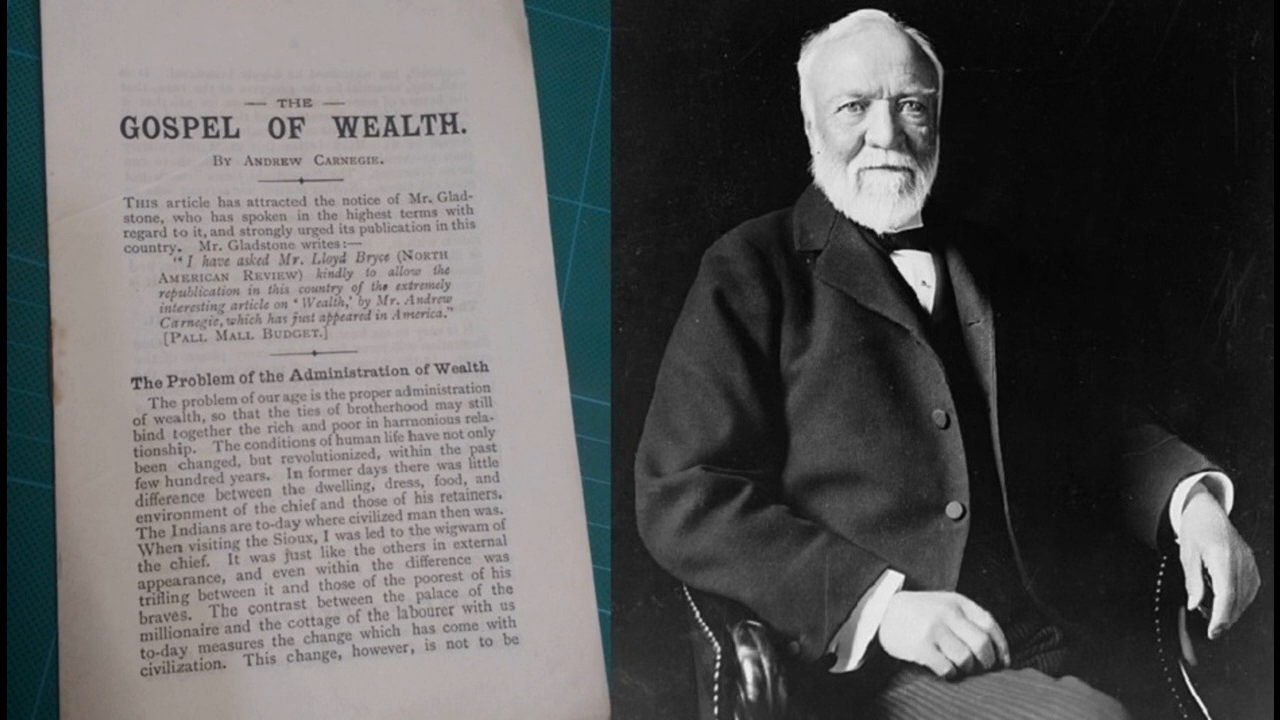 — THE —
GOSPEL OF WEALTH.
BY ANDREW CARNEGIE.
THIS article has attracted the notice of Mr. Glad-
stone, who has spoken in the highest terms with
regard to it, and strongly urged its publication in this
country. Mr. Gladstone writes:—
"I have asked Mr. Lloyd Bryce (NORTH
AMERICAN REVIEW) kindly to allow the
republication in this country of the extremely
interesting article on 'Wealth,' by Mr. Andrew
Carnegie, which has just appeared in America."
[PALL MALL BUDGET.]
The Problem of the Administration of Wealth
The problem of our age is the proper administration
of wealth, so that the ties of brotherhood may still
bind together the rich and poor in harmonious rela-
tionship. The conditions of human life have not only
been changed, but revolutionized, within the past
few hundred years. In former days there was little
difference between the dwelling, dress, food, and
environment of the chief and those of his retainers.
The Indians are to-day where civilized man then was.
When visiting the Sioux, I was led to the wigwam of
the chief. It was just like the others in external
appearance, and even within the difference was
trifling between it and those of the poorest of his
braves. The contrast between the palace of the
millionaire and the cottage of the labourer with us
to-day measures the change which has come with
civilization. This change, however, is not to be